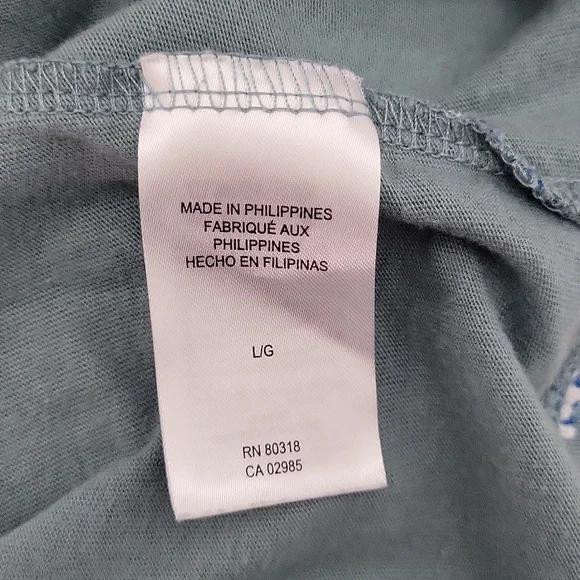 MADE IN PHILIPPINES
FABRIQUÉ AUX
PHILIPPINES
HECHO EN FILIPINAS
L/G
RN 80318
CA 02985